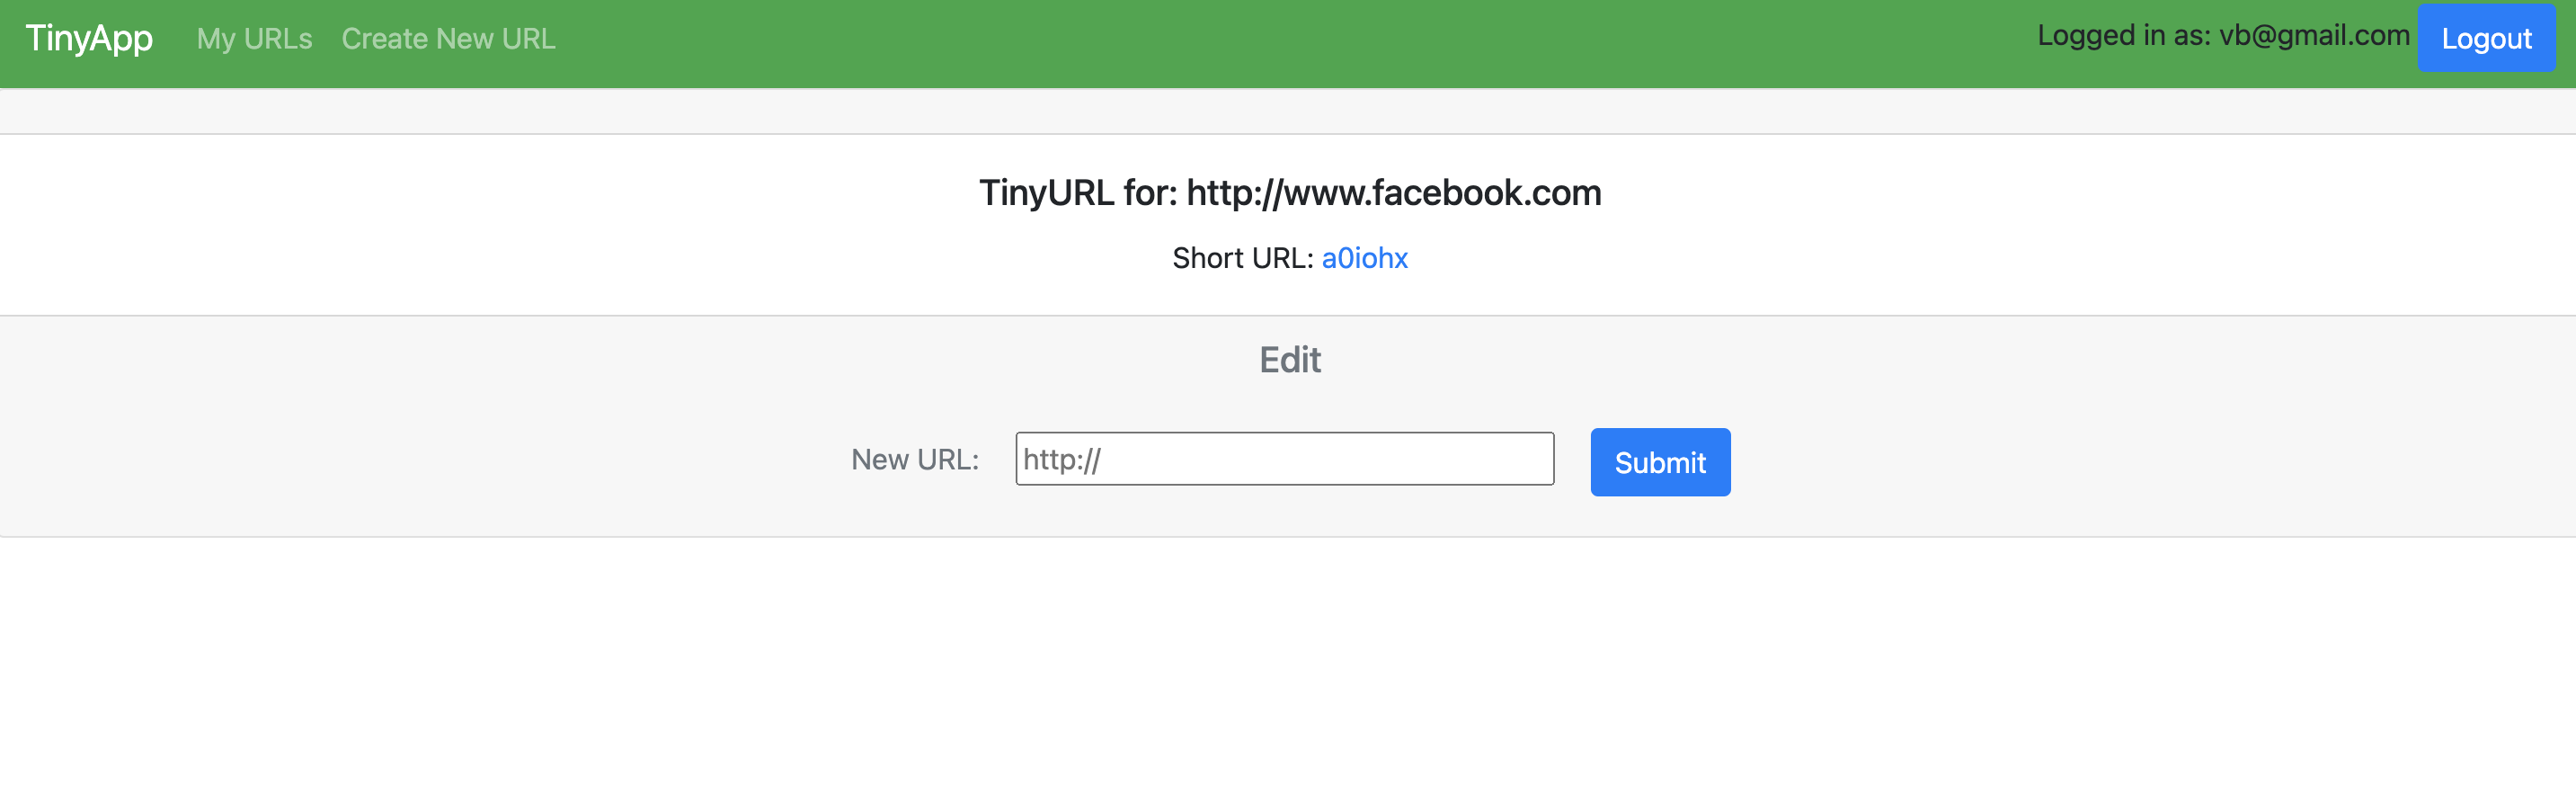 TinyApp My URLs Create New URL Logged in as: vb@gmail.com Logout
TinyURL for: http://www.facebook.com
Short URL: a0iohx
Edit
New URL: http:// Submit